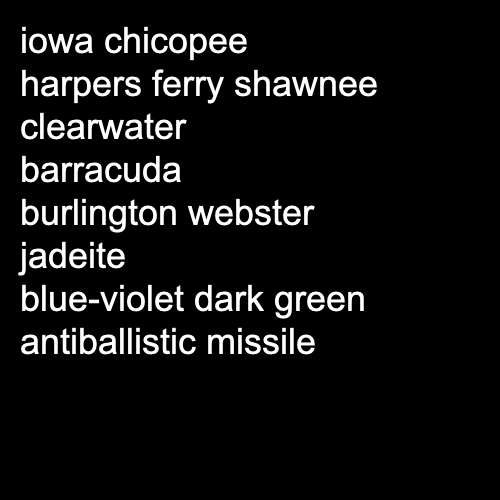 iowa chicopee
harpers ferry shawnee
clearwater
barracuda
burlington webster
jadeite
blue-violet dark green
antiballistic missile